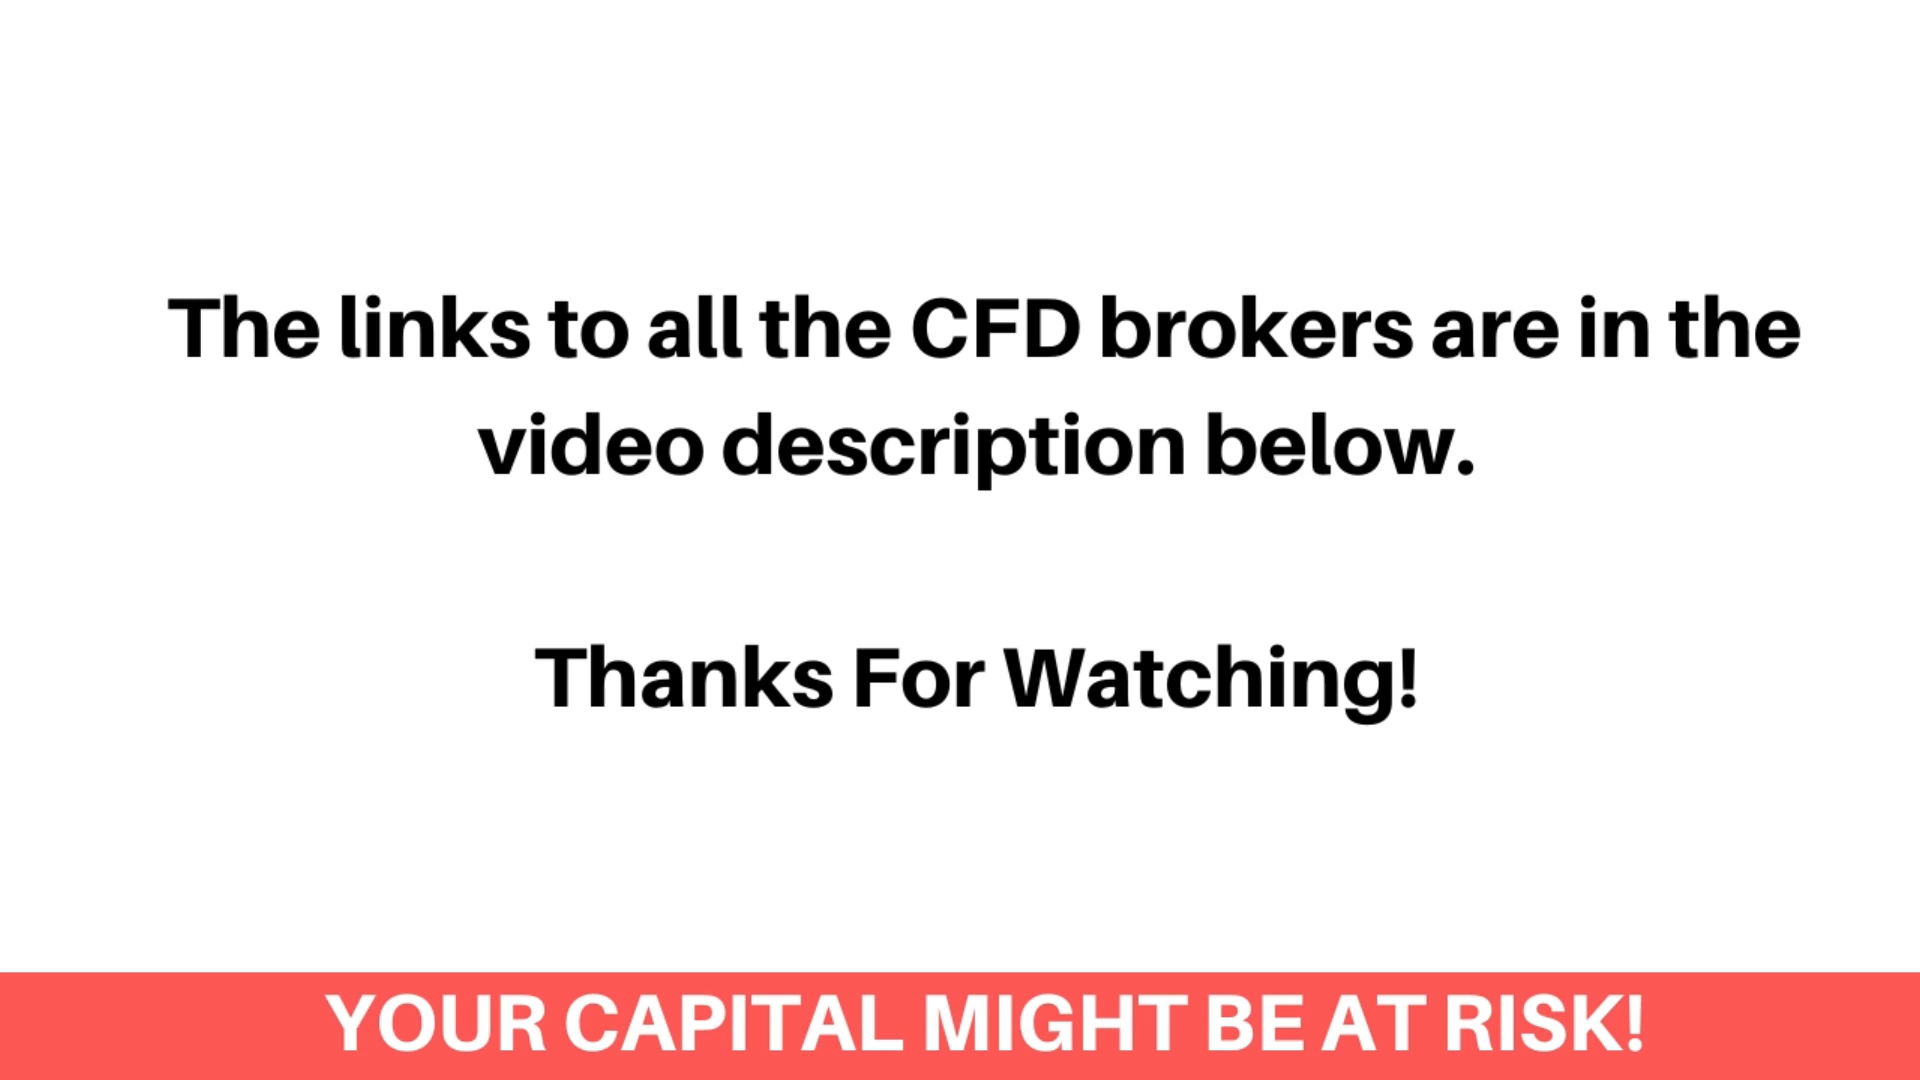 The links to all the CFD brokers are in the
video description below.
Thanks For Watching!
YOUR CAPITAL MIGHT BE AT RISK!